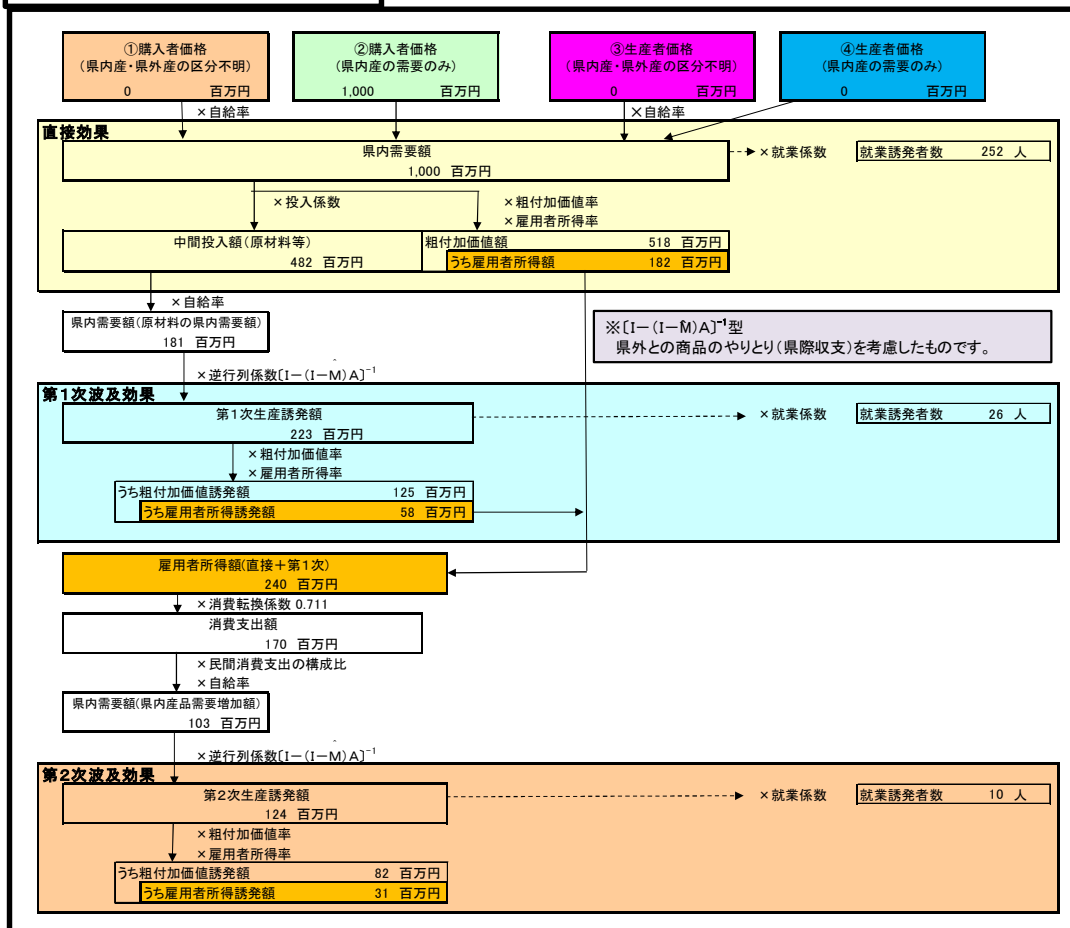 ①購入者価格
(県内産・県外産の区分不明)
0 百万円
②購入者価格
(県内産の需要のみ)
1,000 百万円
③生産者価格
(県内産・県外産の区分不明)
0 百万円
④生産者価格
(県内産の需要のみ)
0 百万円
×自給率
×自給率
直接効果
県内需要額
1,000 百万円
×就業係数
就業誘発者数 252 人
×投入係数
×粗付加価値率
×雇用者所得率
中間投入額(原材料等)
482 百万円
粗付加価値額 518 百万円
うち雇用者所得額 182 百万円
×自給率
県内需要額(原材料の県内需要額)
181 百万円
※〔I-(I-M̂)A〕⁻¹型
県外との商品のやりとり(県際収支)を考慮したものです。
×逆行列係数〔I-(I-M̂)A〕⁻¹
第1次波及効果
第1次生産誘発額
223 百万円
×就業係数
就業誘発者数 26 人
×粗付加価値率
×雇用者所得率
うち粗付加価値誘発額 125 百万円
うち雇用者所得誘発額 58 百万円
雇用者所得額(直接+第1次)
240 百万円
×消費転換係数 0.711
消費支出額
170 百万円
×民間消費支出の構成比
×自給率
県内需要額(県内産品需要増加額)
103 百万円
×逆行列係数〔I-(I-M̂)A〕⁻¹
第2次波及効果
第2次生産誘発額
124 百万円
×就業係数
就業誘発者数 10 人
×粗付加価値率
×雇用者所得率
うち粗付加価値誘発額 82 百万円
うち雇用者所得誘発額 31 百万円